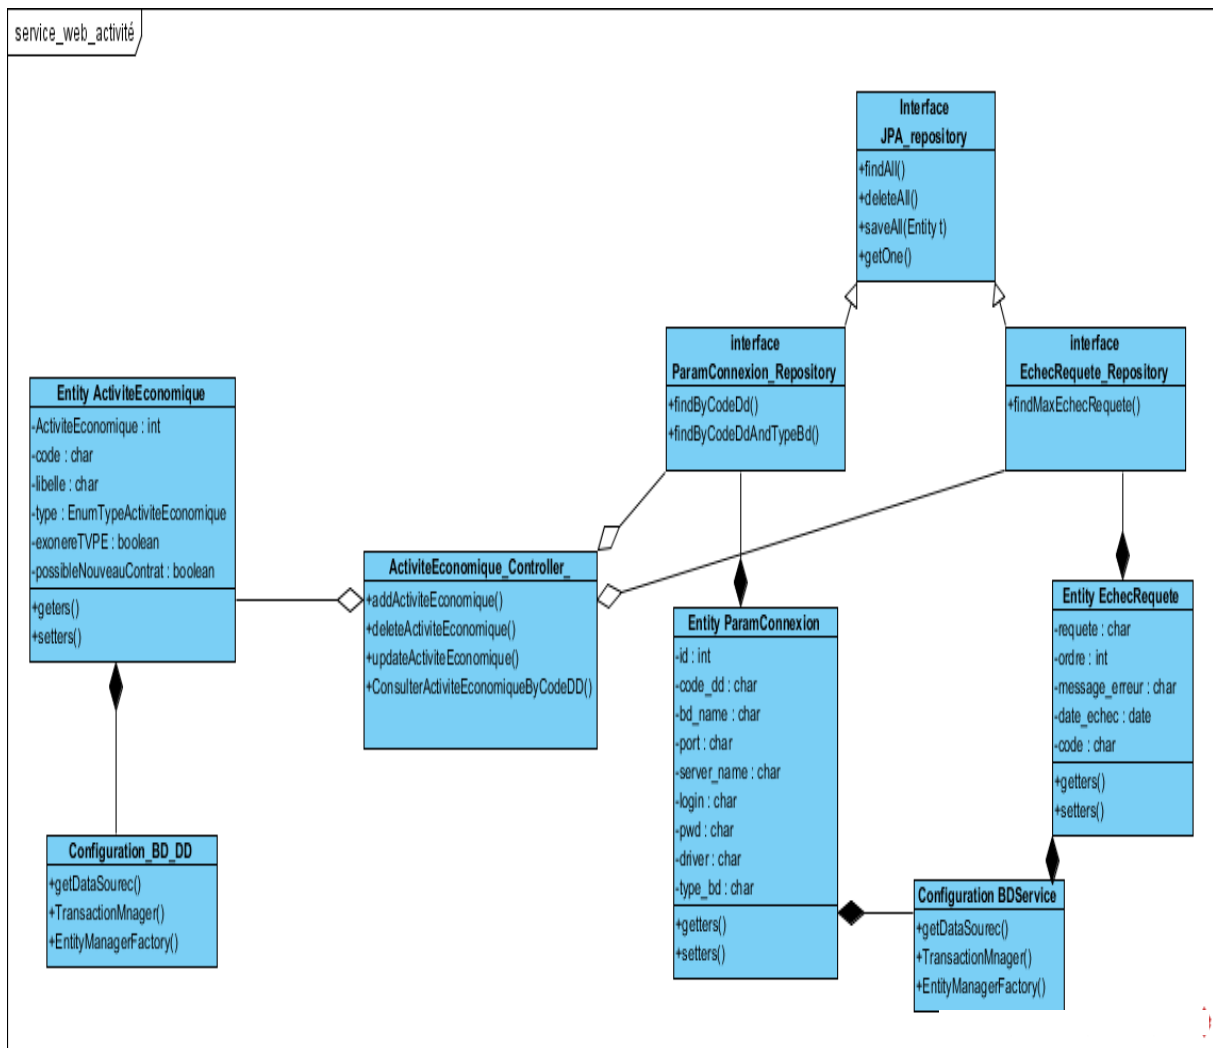 service_web_activité
Interface
JPA_repository
+findAll()
+deleteAll()
+saveAll(Entity t)
+getOne()
interface
ParamConnexion_Repository
+findByCodeDd()
+findByCodeDdAndTypeBd()
interface
EchecRequete_Repository
+findMaxEchecRequete()
Entity ActiviteEconomique
-ActiviteEconomique : int
-code : char
-libelle : char
-type : EnumTypeActiviteEconomique
-exonereTVPE : boolean
-possibleNouveauContrat : boolean
+geters()
+setters()
ActiviteEconomique_Controller_
+addActiviteEconomique()
+deleteActiviteEconomique()
+updateActiviteEconomique()
+ConsulterActiviteEconomiqueByCodeDD()
Entity ParamConnexion
-id : int
-code_dd : char
-bd_name : char
-port : char
-server_name : char
-login : char
-pwd : char
-driver : char
-type_bd : char
+getters()
+setters()
Entity EchecRequete
-requete : char
-ordre : int
-message_erreur : char
-date_echec : date
-code : char
+getters()
+setters()
Configuration_BD_DD
+getDataSourec()
+TransactionMnager()
+EntityManagerFactory()
Configuration BDService
+getDataSourec()
+TransactionMnager()
+EntityManagerFactory()